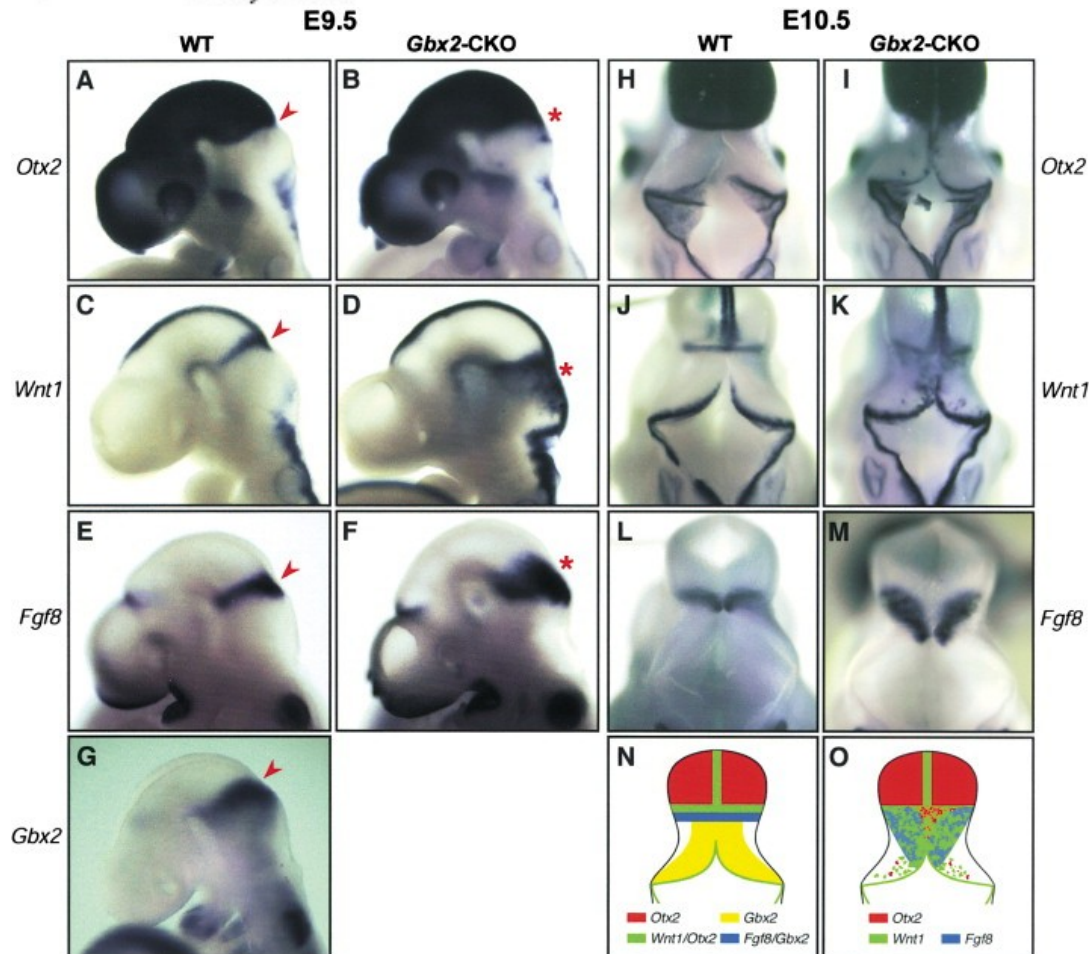 E9.5 E10.5
WT Gbx2-CKO WT Gbx2-CKO
A B H I
Otx2 Otx2
C D J K
Wnt1 Wnt1
E F L M
Fgf8 Fgf8
G N O
Gbx2
Otx2 Gbx2 Otx2
Wnt1/Otx2 Fgf8/Gbx2 Wnt1 Fgf8